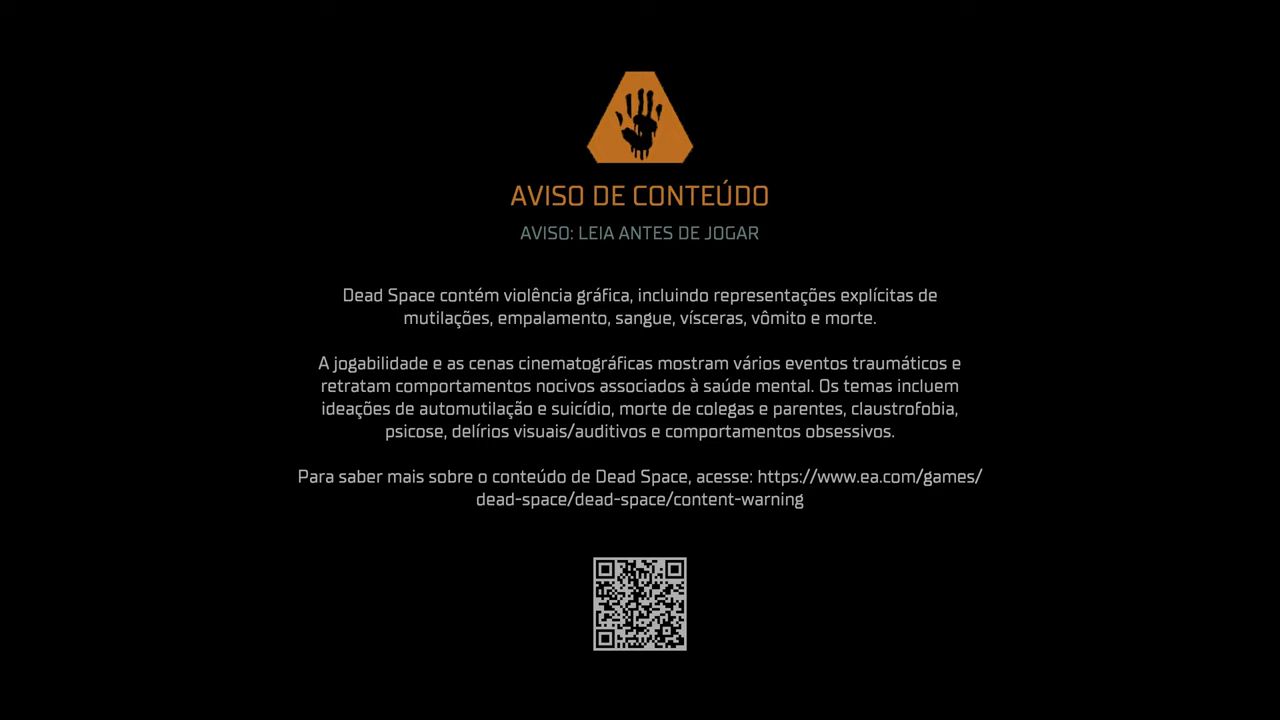 AVISO DE CONTEÚDO
AVISO: LEIA ANTES DE JOGAR
Dead Space contém violência gráfica, incluindo representações explícitas de
mutilações, empalamento, sangue, vísceras, vômito e morte.
A jogabilidade e as cenas cinematográficas mostram vários eventos traumáticos e
retratam comportamentos nocivos associados à saúde mental. Os temas incluem
ideações de automutilação e suicídio, morte de colegas e parentes, claustrofobia,
psicose, delírios visuais/auditivos e comportamentos obsessivos.
Para saber mais sobre o conteúdo de Dead Space, acesse: https://www.ea.com/games/
dead-space/dead-space/content-warning